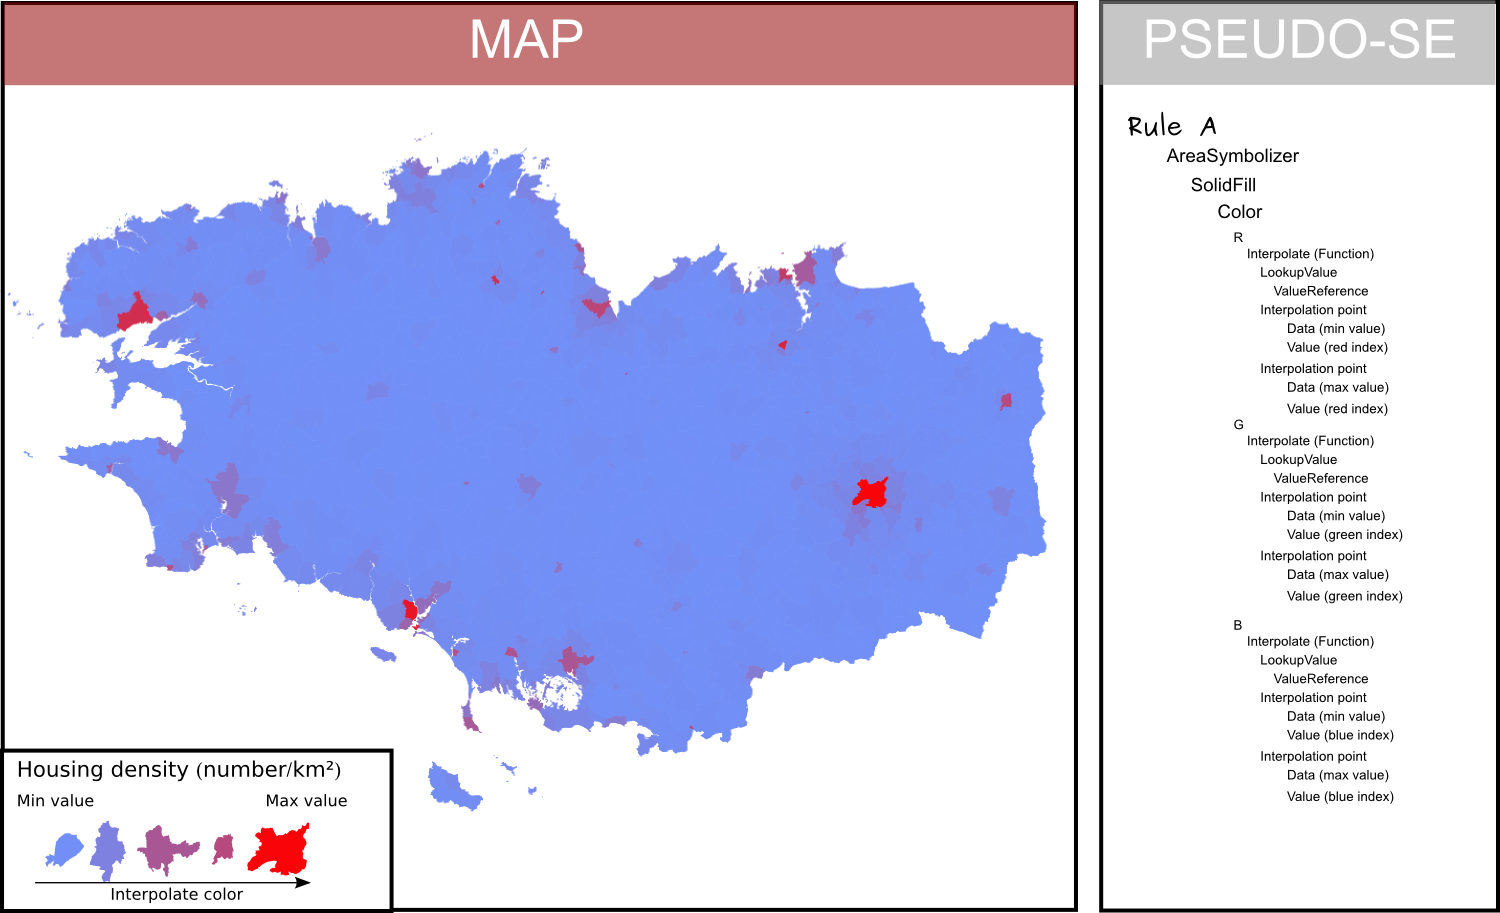 MAP
Housing density (number/km²)
Min value Max value
Interpolate color
PSEUDO-SE
Rule A
AreaSymbolizer
SolidFill
Color
R
Interpolate (Function)
LookupValue
ValueReference
Interpolation point
Data (min value)
Value (red index)
Interpolation point
Data (max value)
Value (red index)
G
Interpolate (Function)
LookupValue
ValueReference
Interpolation point
Data (min value)
Value (green index)
Interpolation point
Data (max value)
Value (green index)
B
Interpolate (Function)
LookupValue
ValueReference
Interpolation point
Data (min value)
Value (blue index)
Interpolation point
Data (max value)
Value (blue index)